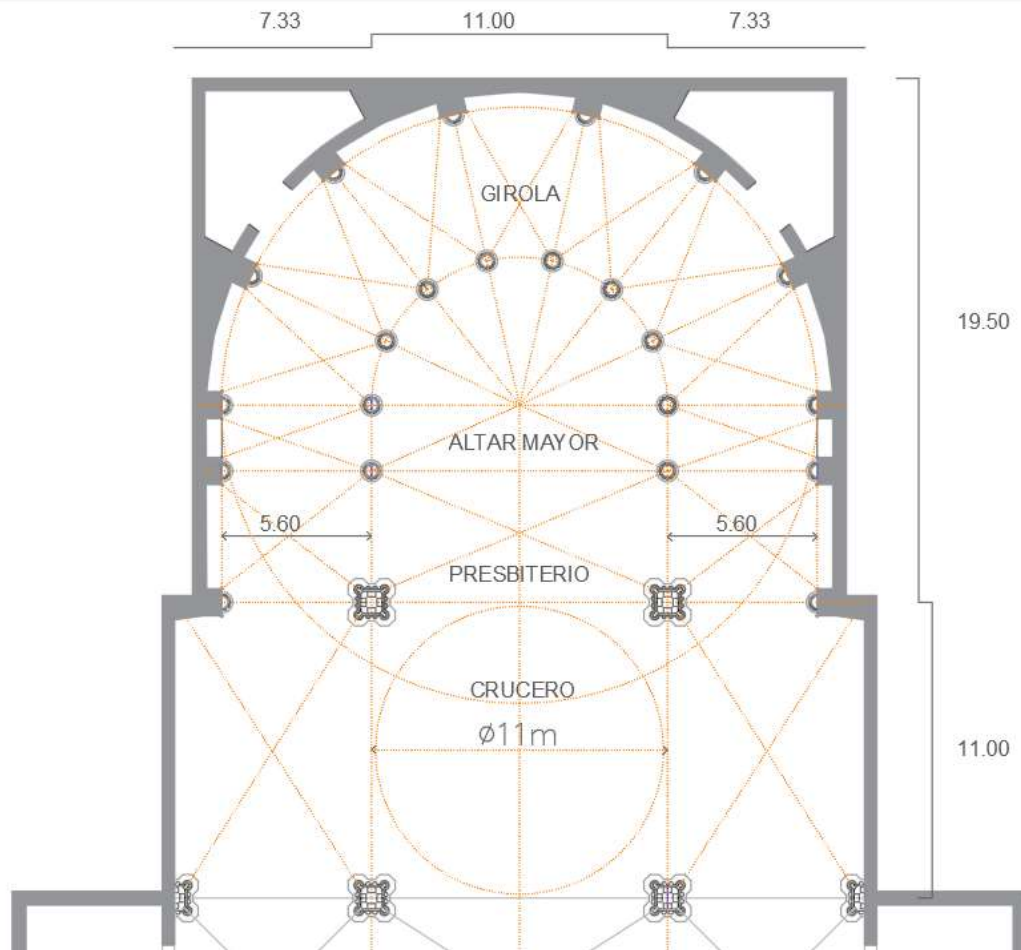 7.33
11.00
7.33
GIROLA
19.50
ALTAR MAYOR
5.60
5.60
PRESBITERIO
CRUCERO
ø11m
11.00